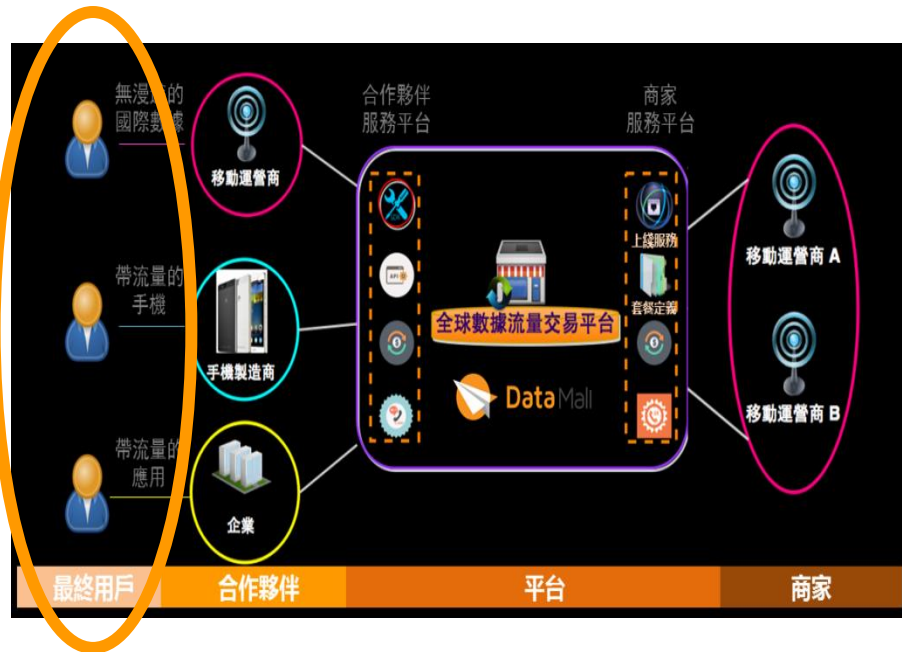 無漫遊的
國際數據
合作夥伴
服務平台
商家
服務平台
移動運營商
上綫服務
移動運營商 A
帶流量的
手機
API
套餐定義
全球數據流量交易平台
手機製造商
DataMall
移動運營商 B
帶流量的
應用
企業
最終用戶
合作夥伴
平台
商家